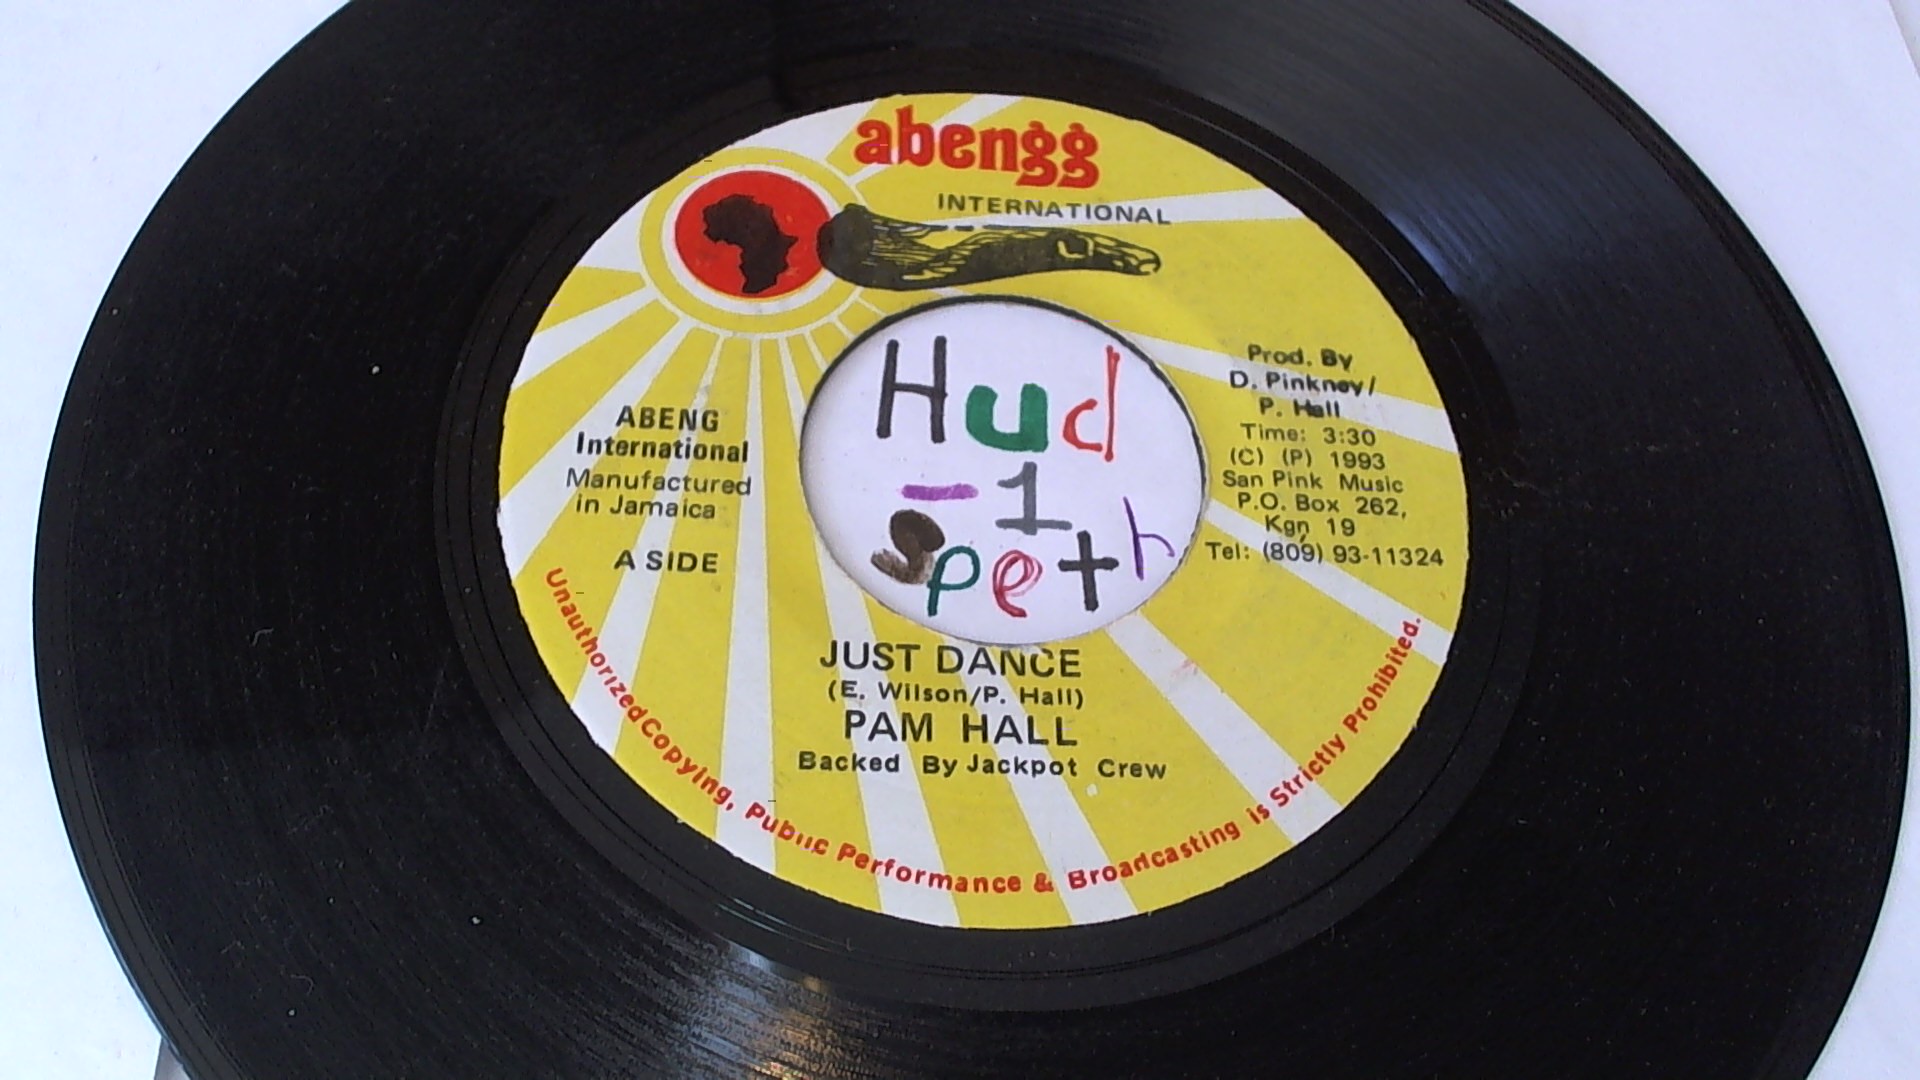 abengg
INTERNATIONAL
Hud
-1
Speth
ABENG
International
Manufactured
in Jamaica
A SIDE
Prod. By
D. Pinkney/
P. Hall
Time: 3:30
(C) (P) 1993
San Pink Music
P.O. Box 262,
Kgn 19
Tel: (809) 93-11324
JUST DANCE
(E. Wilson/P. Hall)
PAM HALL
Backed By Jackpot Crew
Unauthorized Copying, Public Performance & Broadcasting is Strictly Prohibited.